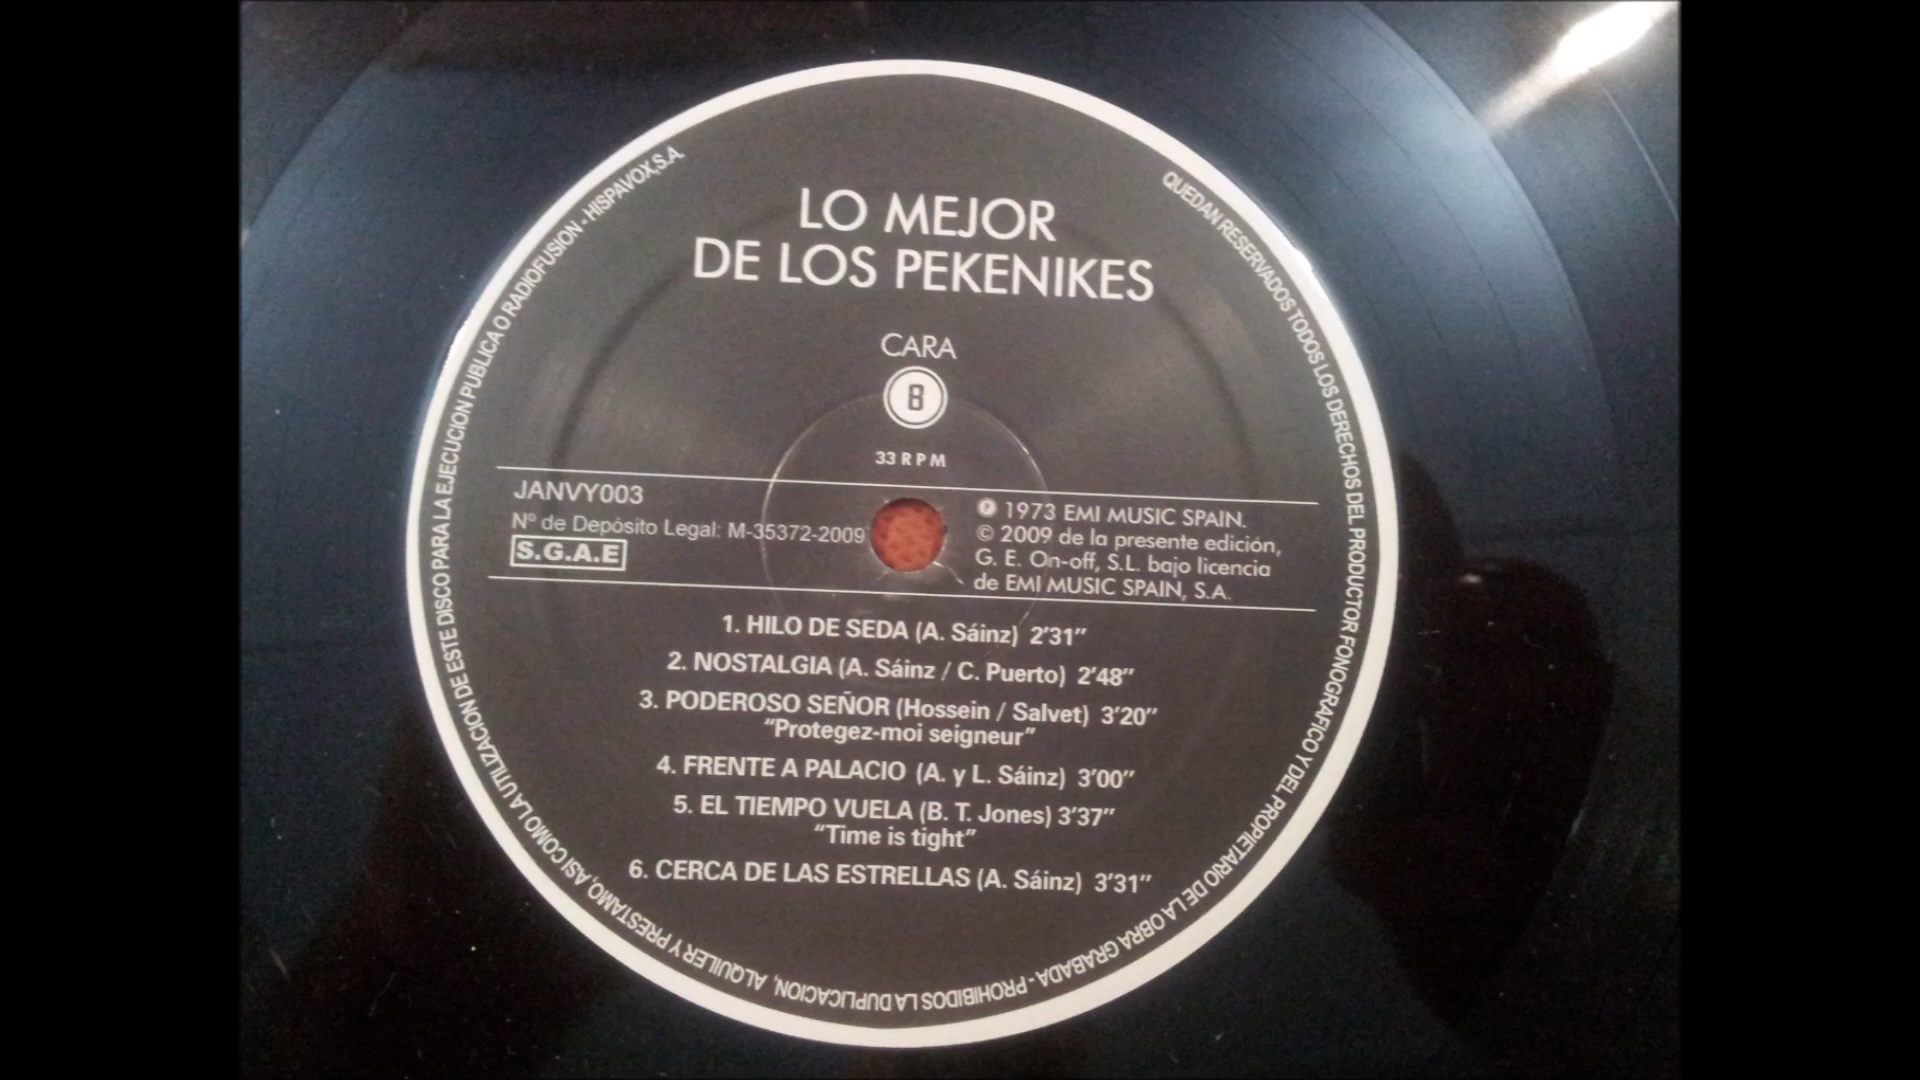 LO MEJOR
DE LOS PEKENIKES
CARA
B
33 RPM
JANVY003
Nº de Depósito Legal: M-35372-2009
S.G.A.E
℗ 1973 EMI MUSIC SPAIN.
© 2009 de la presente edición,
G. E. On-off, S.L. bajo licencia
de EMI MUSIC SPAIN, S.A.
1. HILO DE SEDA (A. Sáinz) 2'31"
2. NOSTALGIA (A. Sáinz / C. Puerto) 2'48"
3. PODEROSO SEÑOR (Hossein / Salvet) 3'20"
"Protegez-moi seigneur"
4. FRENTE A PALACIO (A. y L. Sáinz) 3'00"
5. EL TIEMPO VUELA (B. T. Jones) 3'37"
"Time is tight"
6. CERCA DE LAS ESTRELLAS (A. Sáinz) 3'31"
QUEDAN RESERVADOS TODOS LOS DERECHOS DEL PRODUCTOR FONOGRAFICO Y DEL PROPIETARIO DE LA OBRA GRABADA - PROHIBIDOS LA DUPLICACION, ALQUILER Y PRESTAMO, ASI COMO LA UTILIZACION DE ESTE DISCO PARA LA EJECUCION PUBLICA O RADIOFUSION - HISPAVOX,S.A.